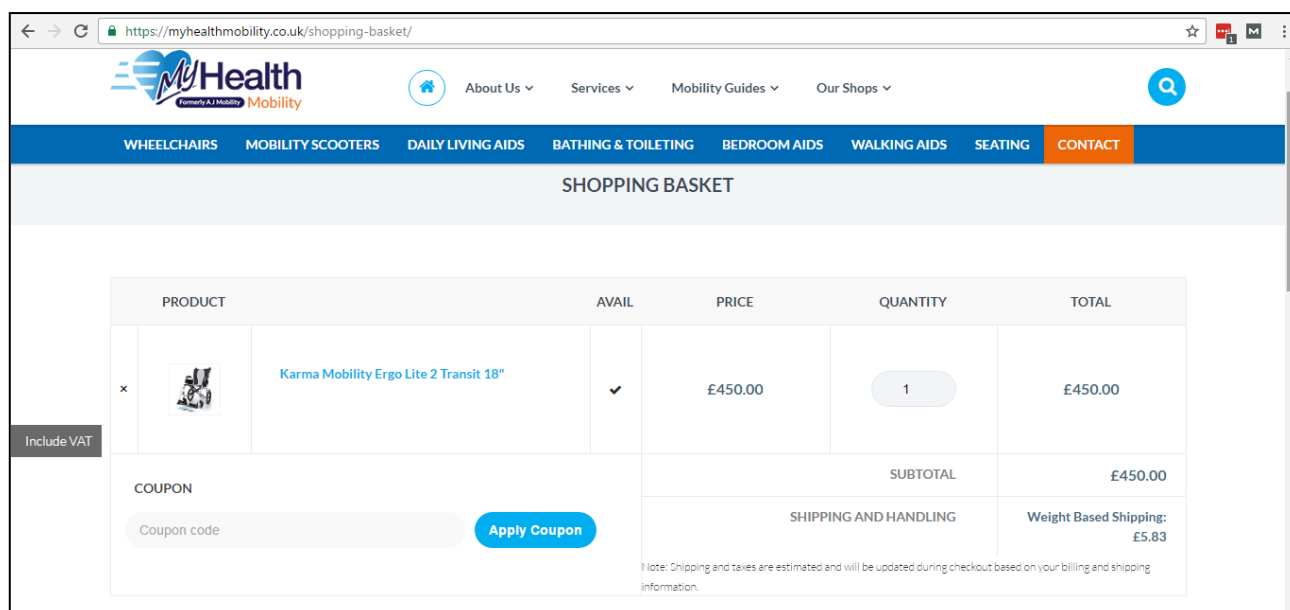 https://myhealthmobility.co.uk/shopping-basket/
1
M
MyHealth
Formerly AJ Mobility Mobility
About Us
Services
Mobility Guides
Our Shops
WHEELCHAIRS MOBILITY SCOOTERS DAILY LIVING AIDS BATHING & TOILETING BEDROOM AIDS WALKING AIDS SEATING CONTACT
SHOPPING BASKET
PRODUCT AVAIL PRICE QUANTITY TOTAL
× Karma Mobility Ergo Lite 2 Transit 18" £450.00 1 £450.00
Include VAT
SUBTOTAL £450.00
COUPON
Coupon code Apply Coupon
SHIPPING AND HANDLING Weight Based Shipping:
£5.83
Note: Shipping and taxes are estimated and will be updated during checkout based on your billing and shipping
information.